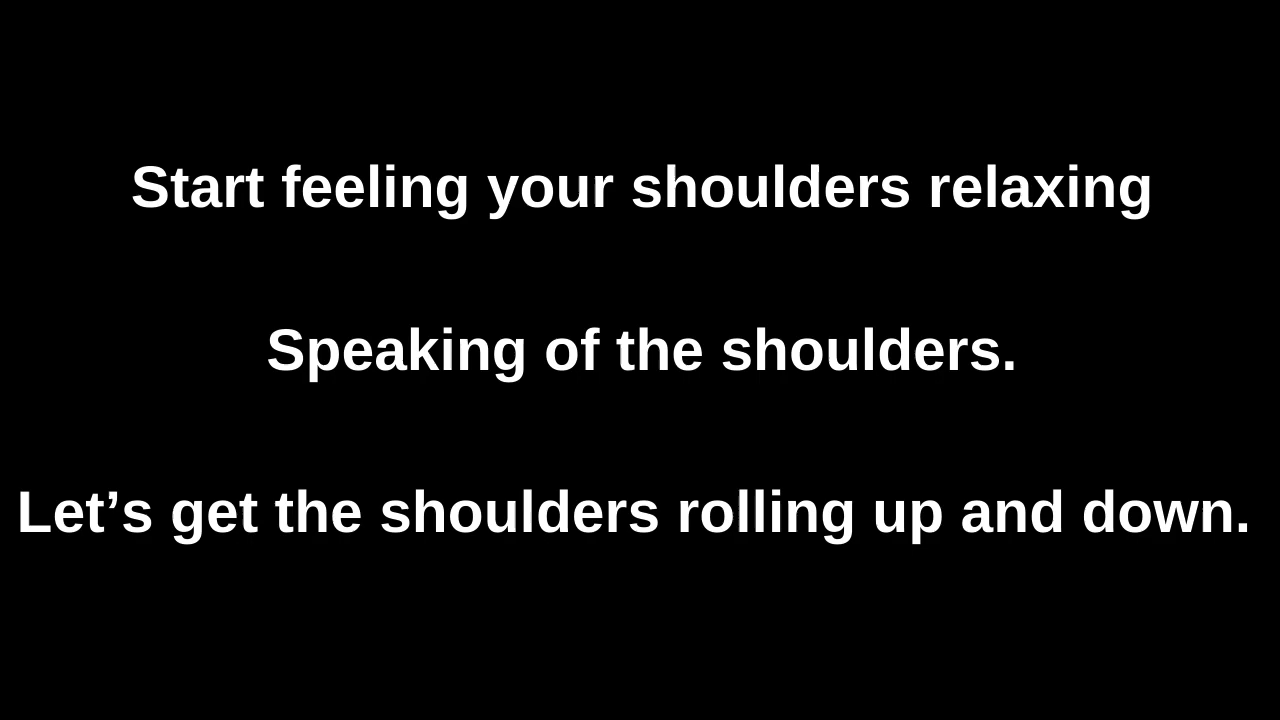 Start feeling your shoulders relaxing
Speaking of the shoulders.
Let’s get the shoulders rolling up and down.